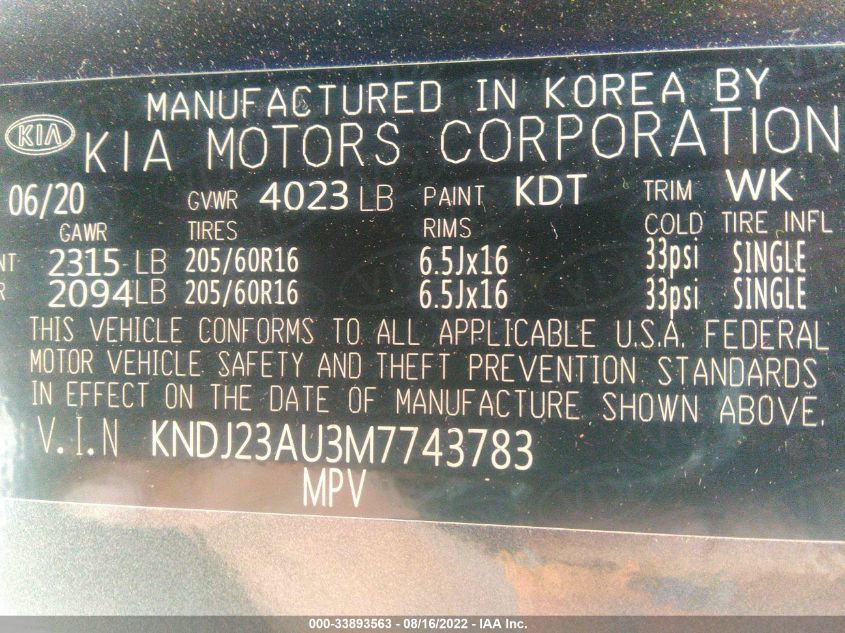 MANUFACTURED IN KOREA BY
KIA KIA MOTORS CORPORATION
06/20 GVWR 4023 LB PAINT KDT TRIM WK
GAWR TIRES RIMS COLD TIRE INFL
NT 2315 LB 205/60R16 6.5Jx16 33psi SINGLE
R 2094 LB 205/60R16 6.5Jx16 33psi SINGLE
THIS VEHICLE CONFORMS TO ALL APPLICABLE U.S.A. FEDERAL
MOTOR VEHICLE SAFETY AND THEFT PREVENTION STANDARDS
IN EFFECT ON THE DATE OF MANUFACTURE SHOWN ABOVE.
V.I.N KNDJ23AU3M7743783
MPV
000-33893563 - 08/16/2022 - IAA Inc.